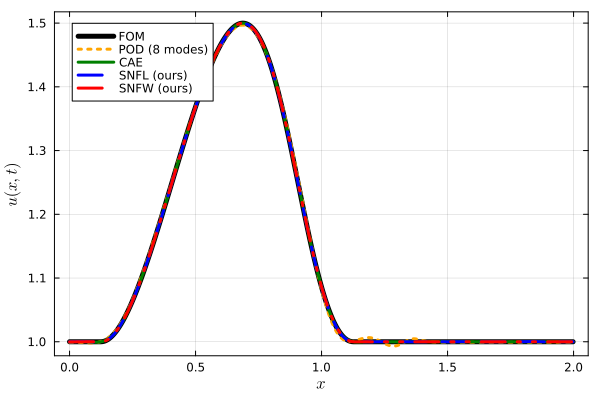 1.5
1.4
1.3
1.2
1.1
1.0
u(x, t)
FOM
POD (8 modes)
CAE
SNFL (ours)
SNFW (ours)
0.0
0.5
1.0
1.5
2.0
x